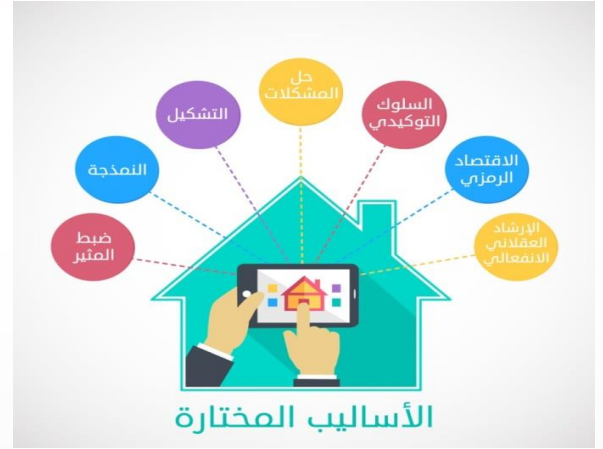 حل
المشكلات
السلوك
التوكيدي
التشكيل
الاقتصاد
الرمزي
النمذجة
الإرشاد
العقلاني
الانفعالي
ضبط
المثير
الأساليب المختارة